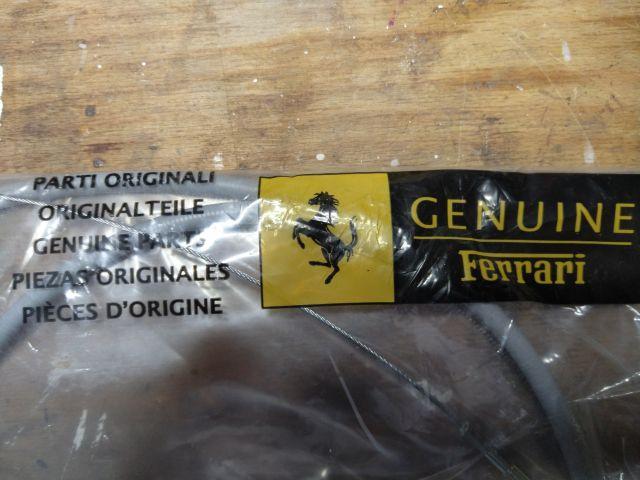 PARTI ORIGINALI
ORIGINALTEILE
GENUINE PARTS
PIEZAS ORIGINALES
PIÈCES D'ORIGINE
GENUINE
Ferrari